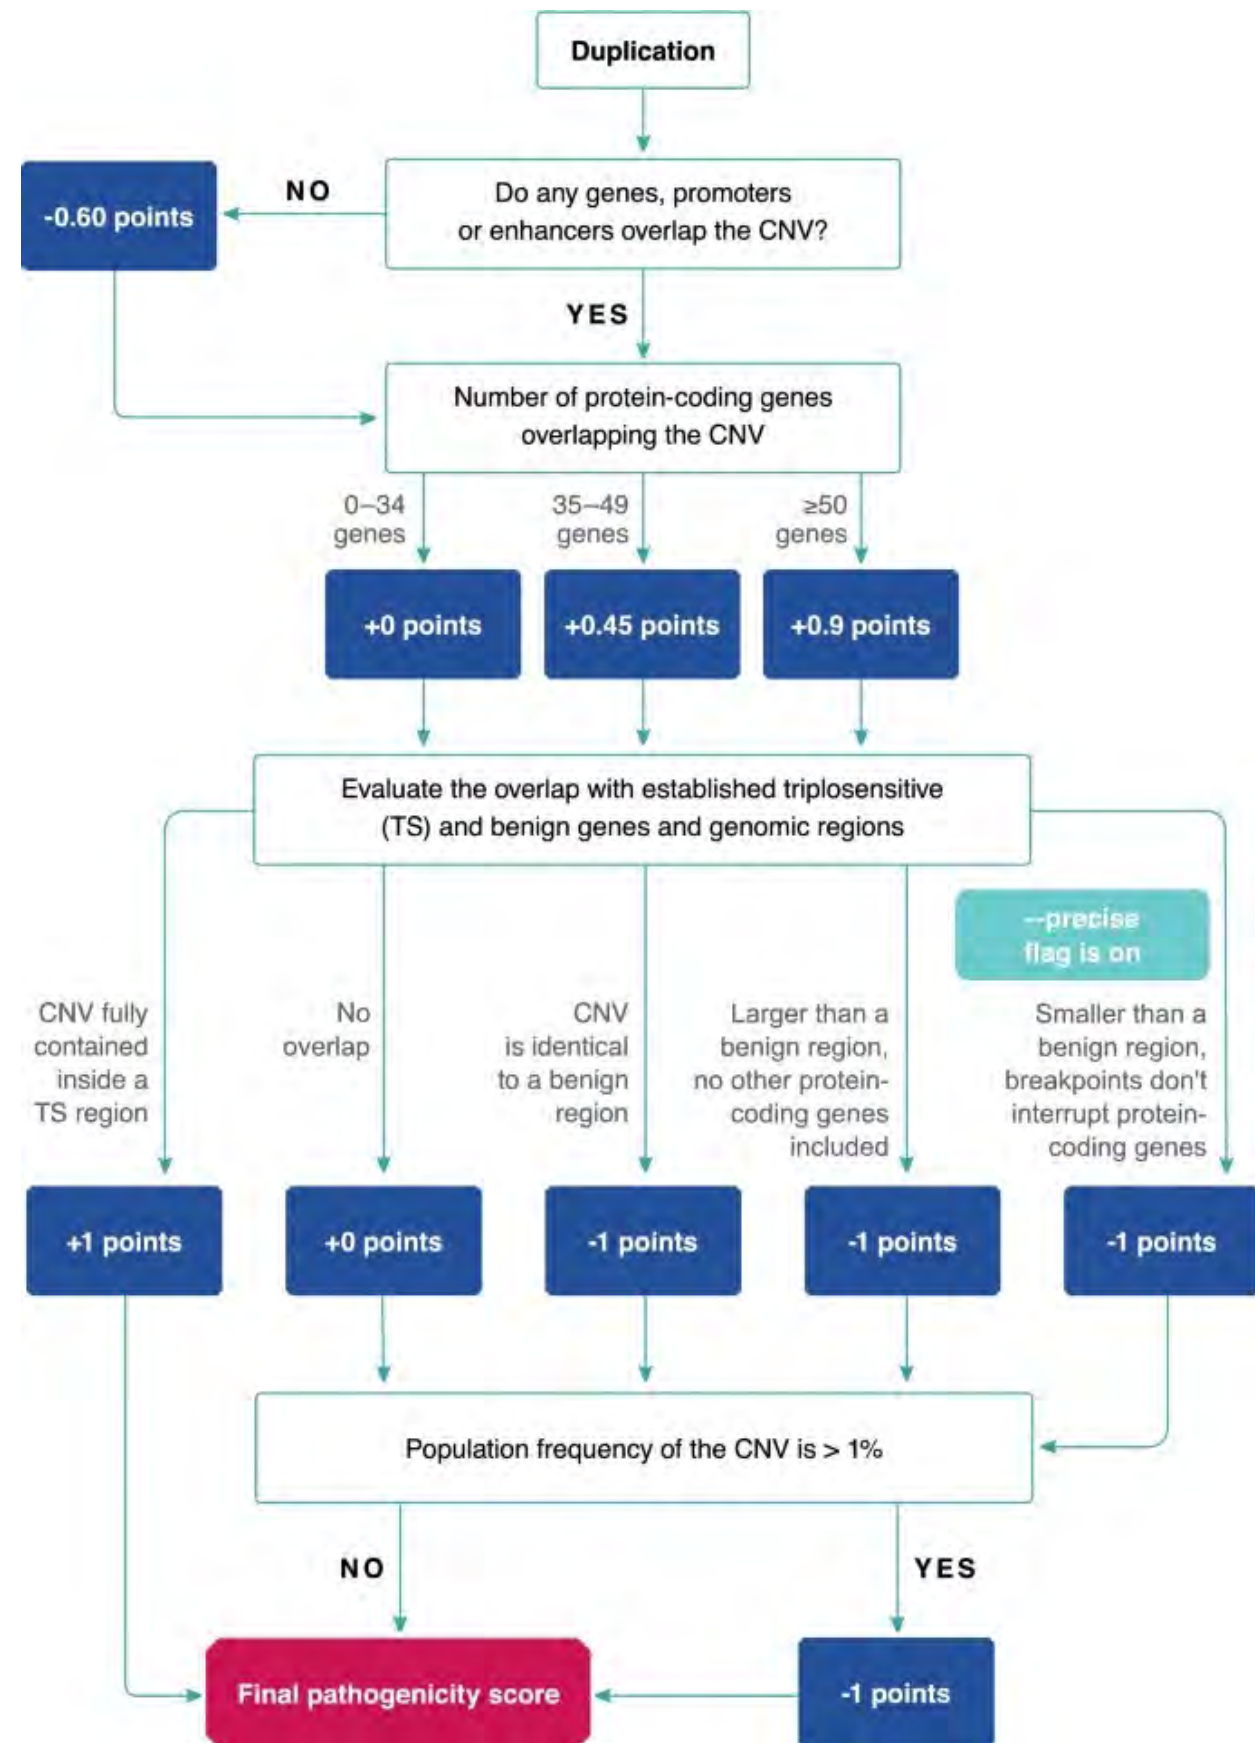 Duplication
Do any genes, promoters
or enhancers overlap the CNV?
NO
-0.60 points
YES
Number of protein-coding genes
overlapping the CNV
0–34
genes
35–49
genes
≥50
genes
+0 points
+0.45 points
+0.9 points
Evaluate the overlap with established triplosensitive
(TS) and benign genes and genomic regions
--precise
flag is on
CNV fully
contained
inside a
TS region
No
overlap
CNV
is identical
to a benign
region
Larger than a
benign region,
no other protein-
coding genes
included
Smaller than a
benign region,
breakpoints don't
interrupt protein-
coding genes
+1 points
+0 points
-1 points
-1 points
-1 points
Population frequency of the CNV is > 1%
NO
YES
Final pathogenicity score
-1 points